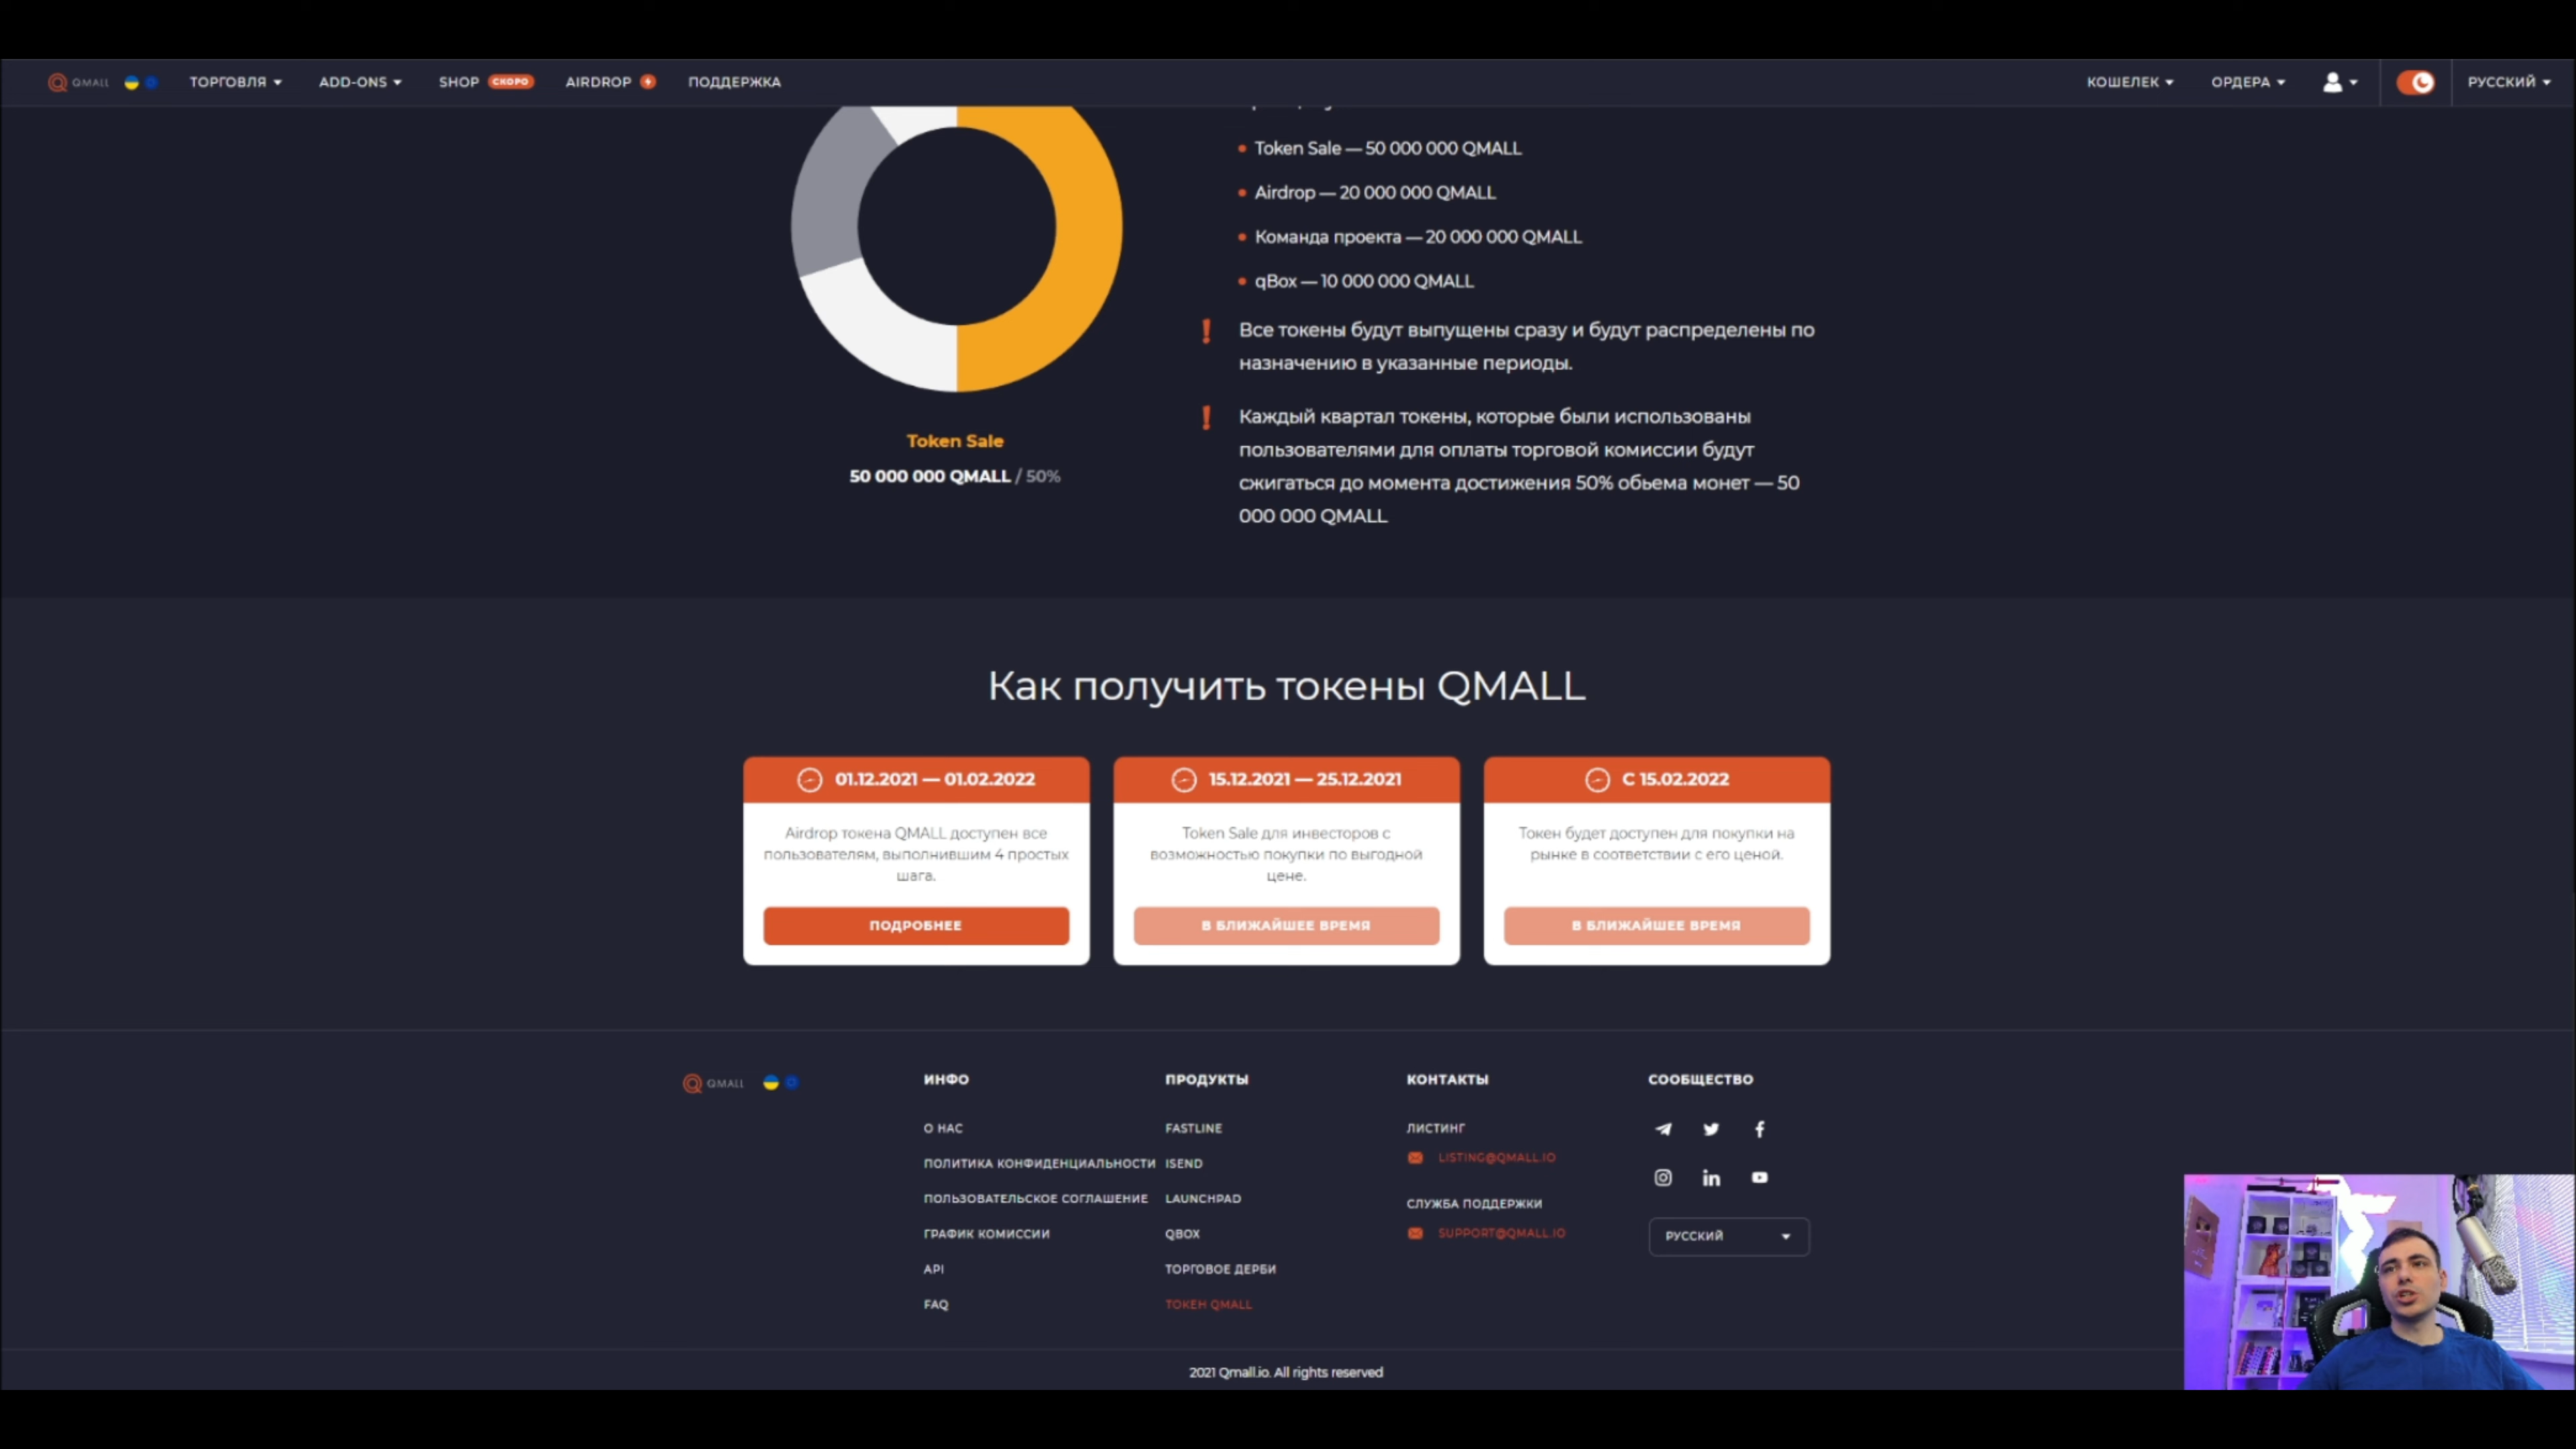 QMALL
ТОРГОВЛЯ
ADD-ONS
SHOP СКОРО
AIRDROP
ПОДДЕРЖКА
КОШЕЛЕК
ОРДЕРА
РУССКИЙ
Token Sale — 50 000 000 QMALL
Airdrop — 20 000 000 QMALL
Команда проекта — 20 000 000 QMALL
qBox — 10 000 000 QMALL
Все токены будут выпущены сразу и будут распределены по
назначению в указанные периоды.
Каждый квартал токены, которые были использованы
пользователями для оплаты торговой комиссии будут
сжигаться до момента достижения 50% обьема монет — 50
000 000 QMALL
Token Sale
50 000 000 QMALL / 50%
Как получить токены QMALL
01.12.2021 — 01.02.2022
Airdrop токена QMALL доступен все
пользователям, выполнившим 4 простых
шага.
ПОДРОБНЕЕ
15.12.2021 — 25.12.2021
Token Sale для инвесторов с
возможностью покупки по выгодной
цене.
В БЛИЖАЙШЕЕ ВРЕМЯ
С 15.02.2022
Токен будет доступен для покупки на
рынке в соответствии с его ценой.
В БЛИЖАЙШЕЕ ВРЕМЯ
QMALL
ИНФО
О НАС
ПОЛИТИКА КОНФИДЕНЦИАЛЬНОСТИ
ПОЛЬЗОВАТЕЛЬСКОЕ СОГЛАШЕНИЕ
ГРАФИК КОМИССИИ
API
FAQ
ПРОДУКТЫ
FASTLINE
ISEND
LAUNCHPAD
QBOX
ТОРГОВОЕ ДЕРБИ
ТОКЕН QMALL
КОНТАКТЫ
ЛИСТИНГ
LISTING@QMALL.IO
СЛУЖБА ПОДДЕРЖКИ
SUPPORT@QMALL.IO
СООБЩЕСТВО
РУССКИЙ
2021 Qmall.io. All rights reserved